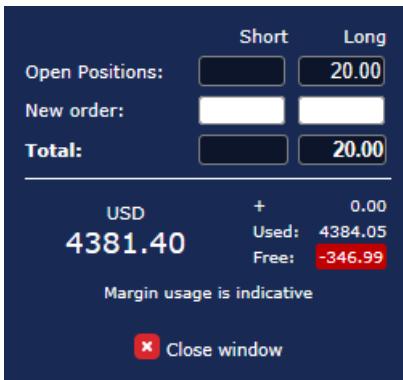 Short Long
Open Positions: 20.00
New order:
Total: 20.00
USD
4381.40
+ 0.00
Used: 4384.05
Free: -346.99
Margin usage is indicative
Close window